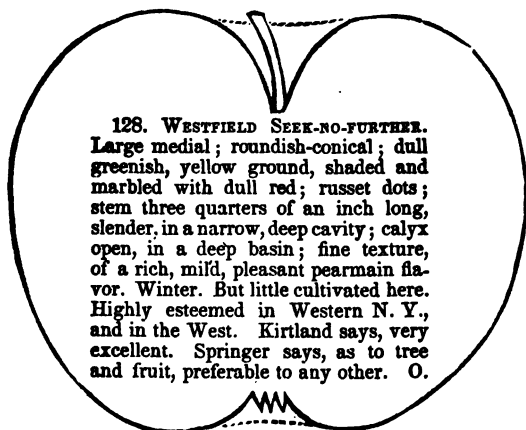 128. WESTFIELD SEEK-NO-FURTHER.
Large medial; roundish-conical; dull
greenish, yellow ground, shaded and
marbled with dull red; russet dots;
stem three quarters of an inch long,
slender, in a narrow, deep cavity; calyx
open, in a deep basin; fine texture,
of a rich, mild, pleasant pearmain fla-
vor. Winter. But little cultivated here.
Highly esteemed in Western N. Y.,
and in the West. Kirtland says, very
excellent. Springer says, as to tree
and fruit, preferable to any other. O.